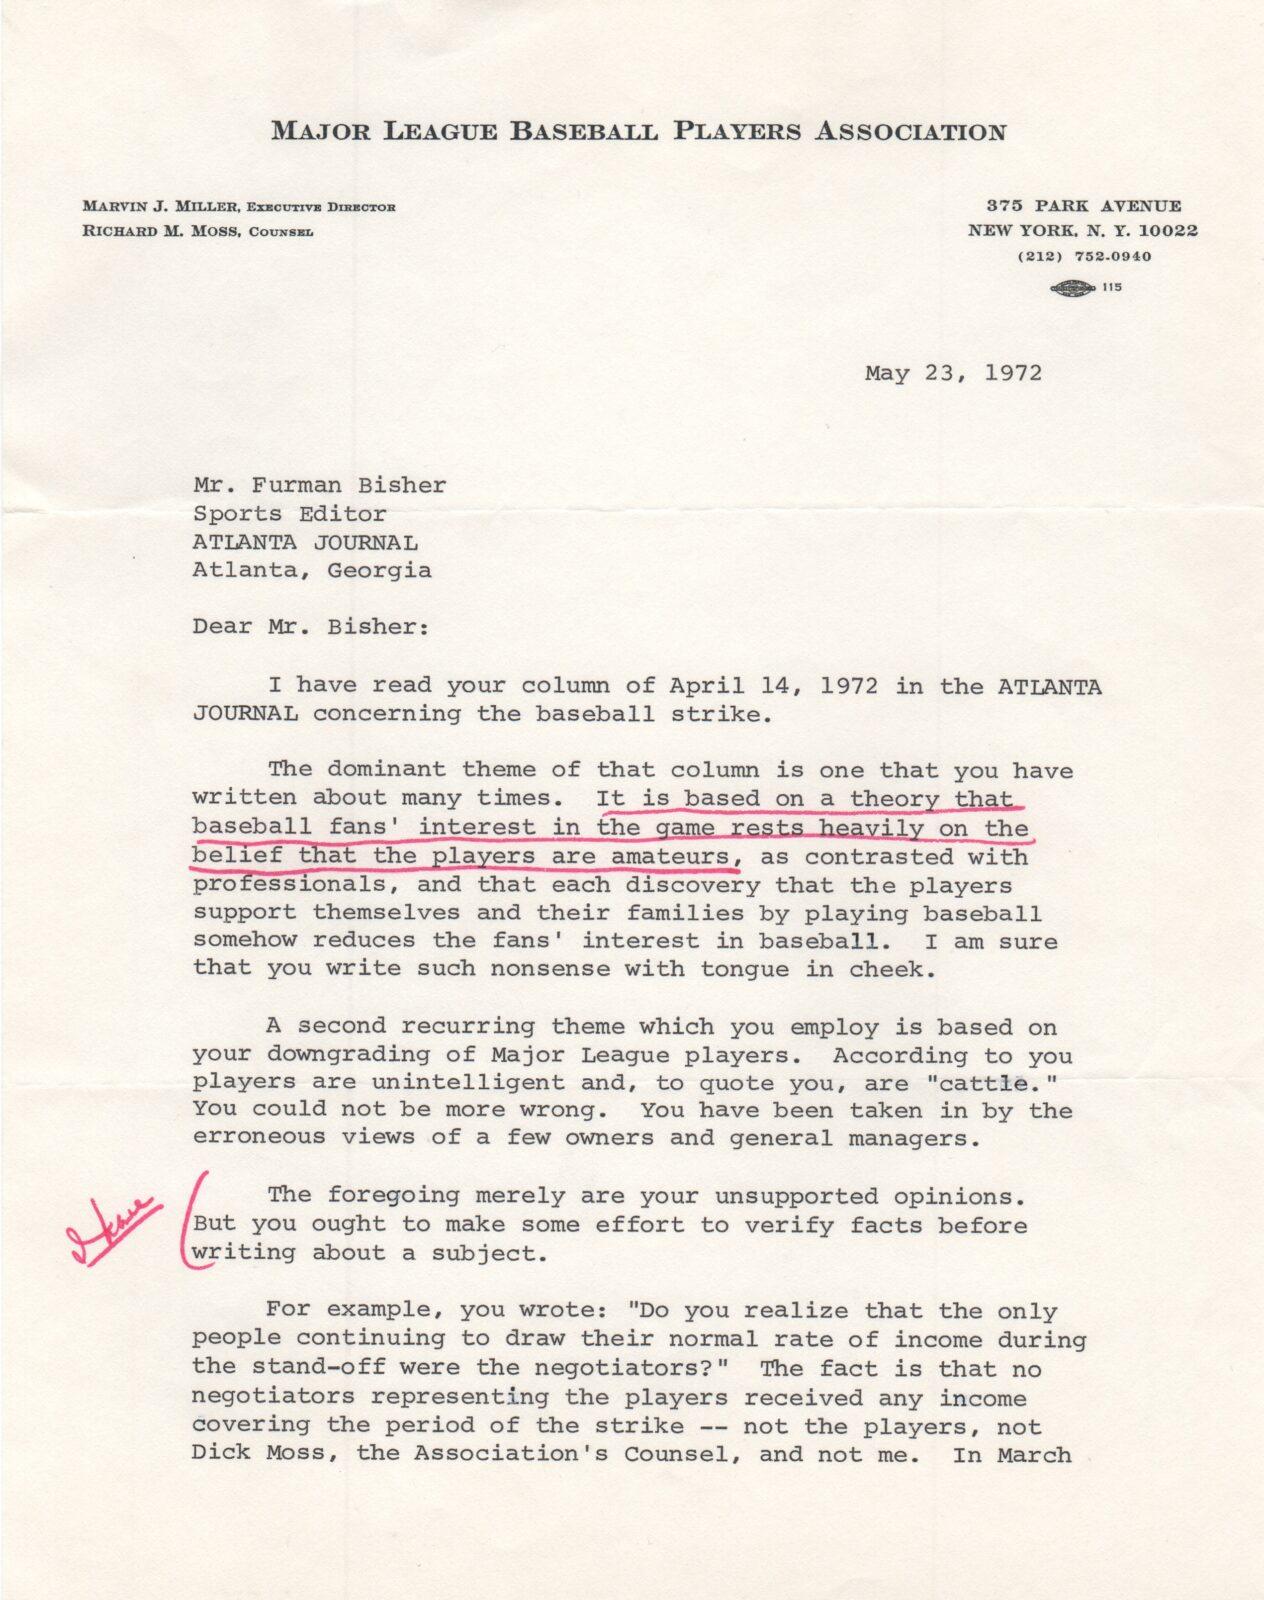 MAJOR LEAGUE BASEBALL PLAYERS ASSOCIATION
MARVIN J. MILLER, EXECUTIVE DIRECTOR
RICHARD M. MOSS, COUNSEL
375 PARK AVENUE
NEW YORK, N. Y. 10022
(212) 752-0940
115
May 23, 1972
Mr. Furman Bisher
Sports Editor
ATLANTA JOURNAL
Atlanta, Georgia
Dear Mr. Bisher:
I have read your column of April 14, 1972 in the ATLANTA
JOURNAL concerning the baseball strike.
The dominant theme of that column is one that you have
written about many times. It is based on a theory that
baseball fans' interest in the game rests heavily on the
belief that the players are amateurs, as contrasted with
professionals, and that each discovery that the players
support themselves and their families by playing baseball
somehow reduces the fans' interest in baseball. I am sure
that you write such nonsense with tongue in cheek.
A second recurring theme which you employ is based on
your downgrading of Major League players. According to you
players are unintelligent and, to quote you, are "cattle."
You could not be more wrong. You have been taken in by the
erroneous views of a few owners and general managers.
The foregoing merely are your unsupported opinions.
But you ought to make some effort to verify facts before
writing about a subject.
I have
For example, you wrote: "Do you realize that the only
people continuing to draw their normal rate of income during
the stand-off were the negotiators?" The fact is that no
negotiators representing the players received any income
covering the period of the strike -- not the players, not
Dick Moss, the Association's Counsel, and not me. In March